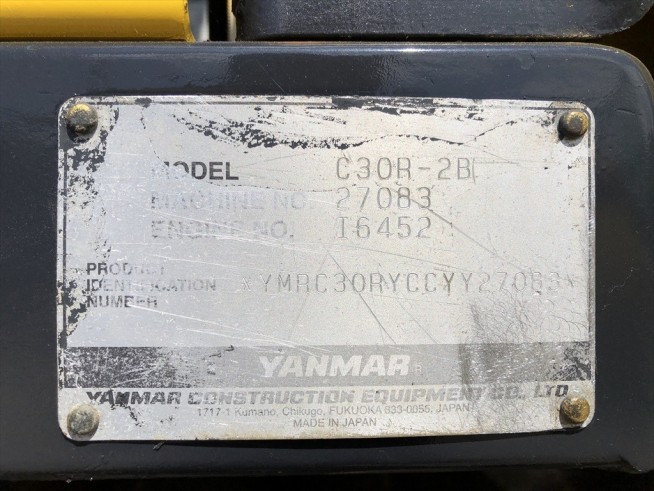 MODEL C30R-2B
MACHINE NO. 27083
ENGINE NO. 16452
PRODUCT
IDENTIFICATION *YMRC30RYCCYY27083*
NUMBER
YANMAR
YANMAR CONSTRUCTION EQUIPMENT CO., LTD
1717-1 Kumano, Chikugo, FUKUOKA 833-0055, JAPAN
MADE IN JAPAN